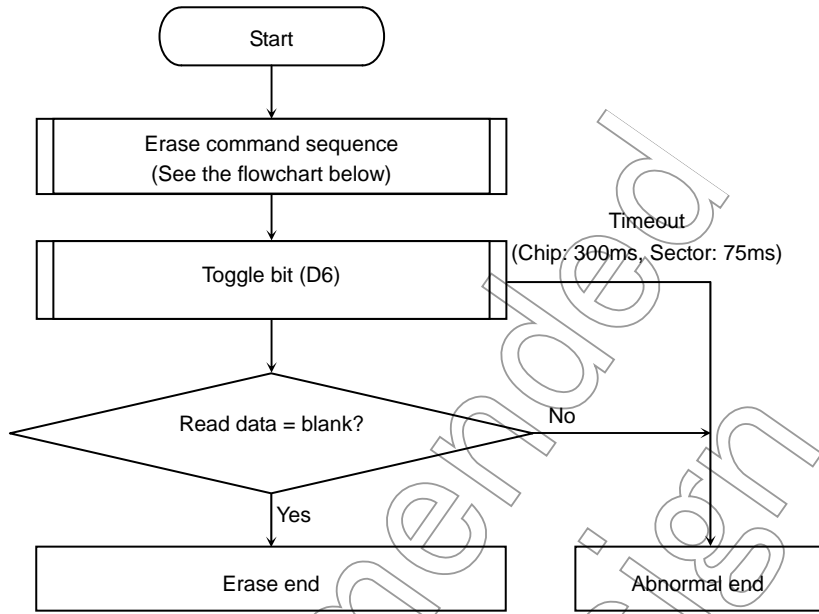 Start
Erase command sequence
(See the flowchart below)
Timeout
(Chip: 300ms, Sector: 75ms)
Toggle bit (D6)
Read data = blank?
No
Yes
Erase end
Abnormal end